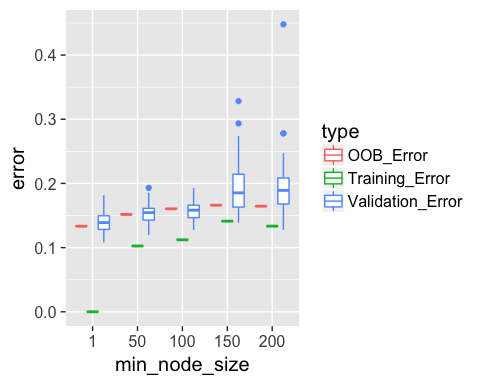 0.4
0.3
0.2
0.1
0.0
error
1 50 100 150 200
min_node_size
type
OOB_Error
Training_Error
Validation_Error